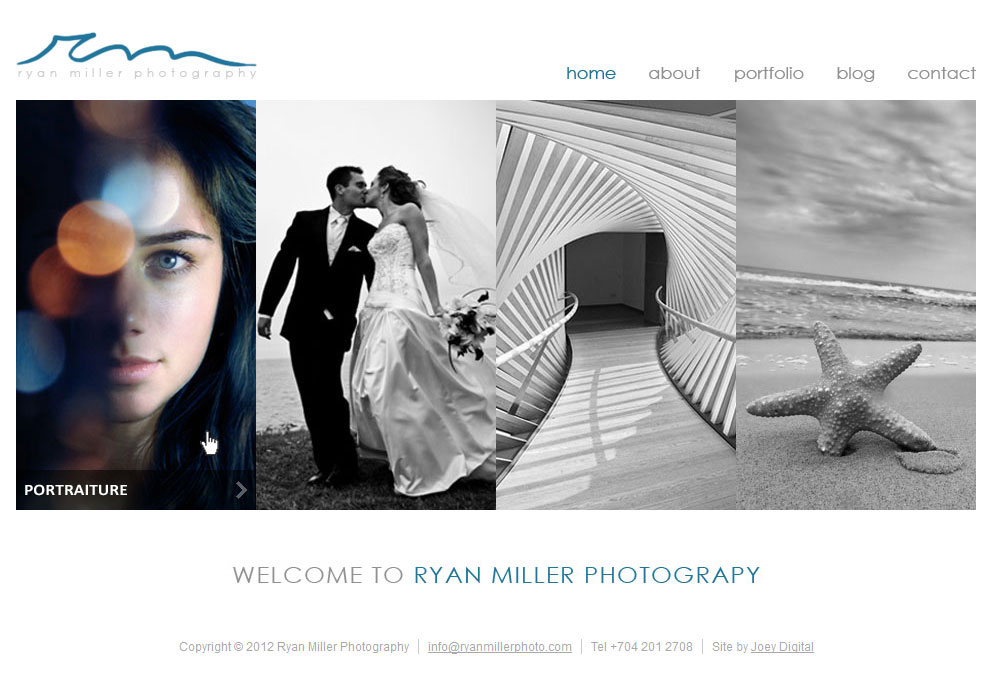 ryan miller photography
home about portfolio blog contact
PORTRAITURE
WELCOME TO RYAN MILLER PHOTOGRAPY
Copyright © 2012 Ryan Miller Photography | info@ryanmillerphoto.com | Tel +704 201 2708 | Site by Joey Digital